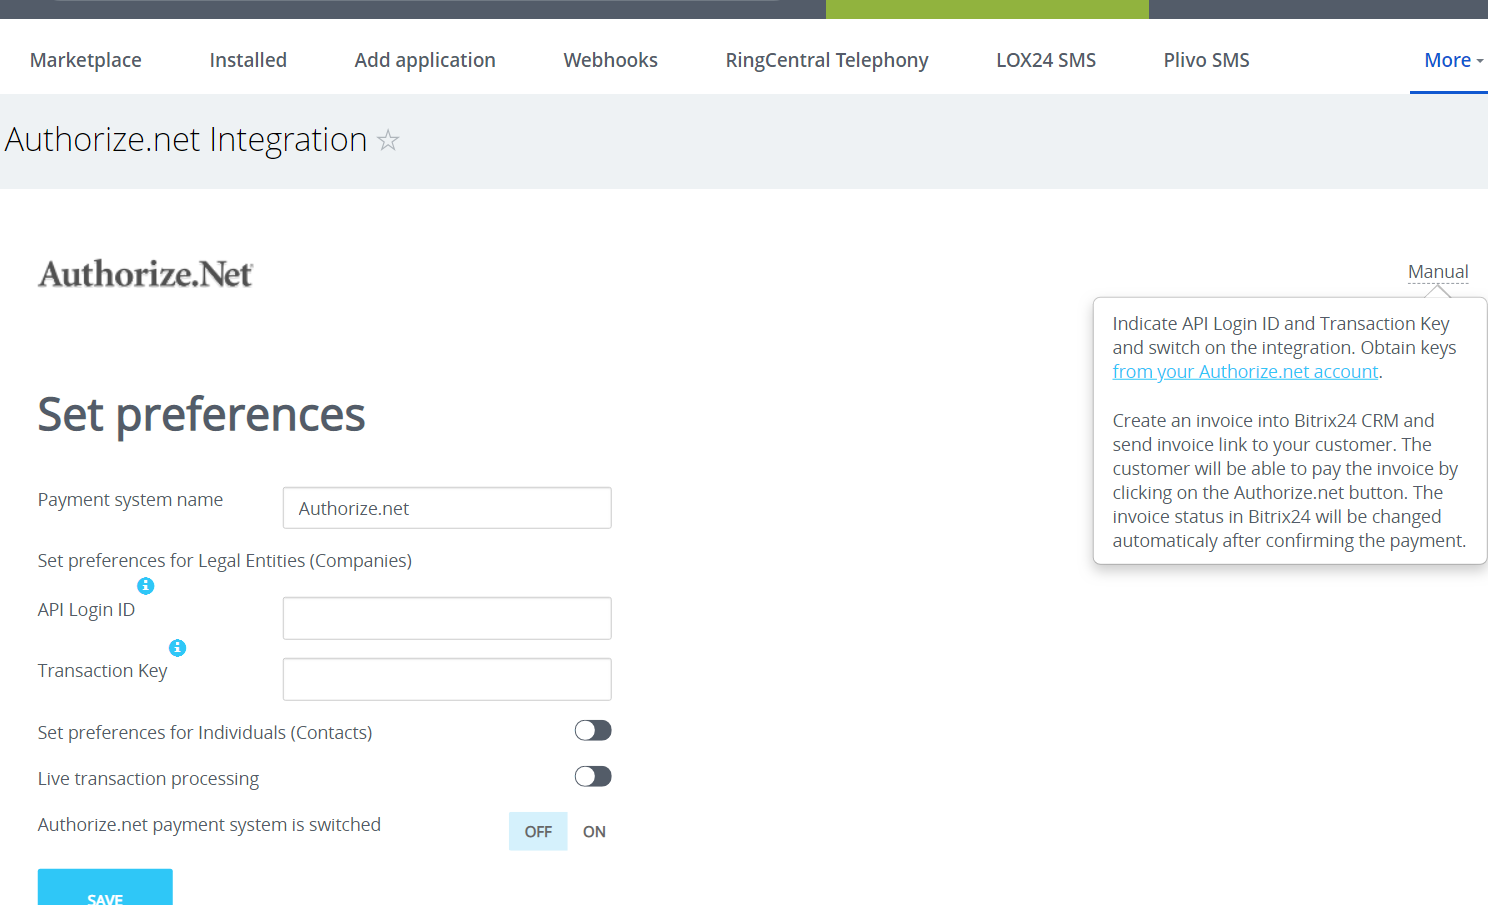 Marketplace Installed Add application Webhooks RingCentral Telephony LOX24 SMS Plivo SMS More
Authorize.net Integration
Authorize.Net
Manual
Indicate API Login ID and Transaction Key
and switch on the integration. Obtain keys
from your Authorize.net account.
Create an invoice into Bitrix24 CRM and
send invoice link to your customer. The
customer will be able to pay the invoice by
clicking on the Authorize.net button. The
invoice status in Bitrix24 will be changed
automaticaly after confirming the payment.
Set preferences
Payment system name Authorize.net
Set preferences for Legal Entities (Companies)
API Login ID
Transaction Key
Set preferences for Individuals (Contacts)
Live transaction processing
Authorize.net payment system is switched OFF ON
SAVE